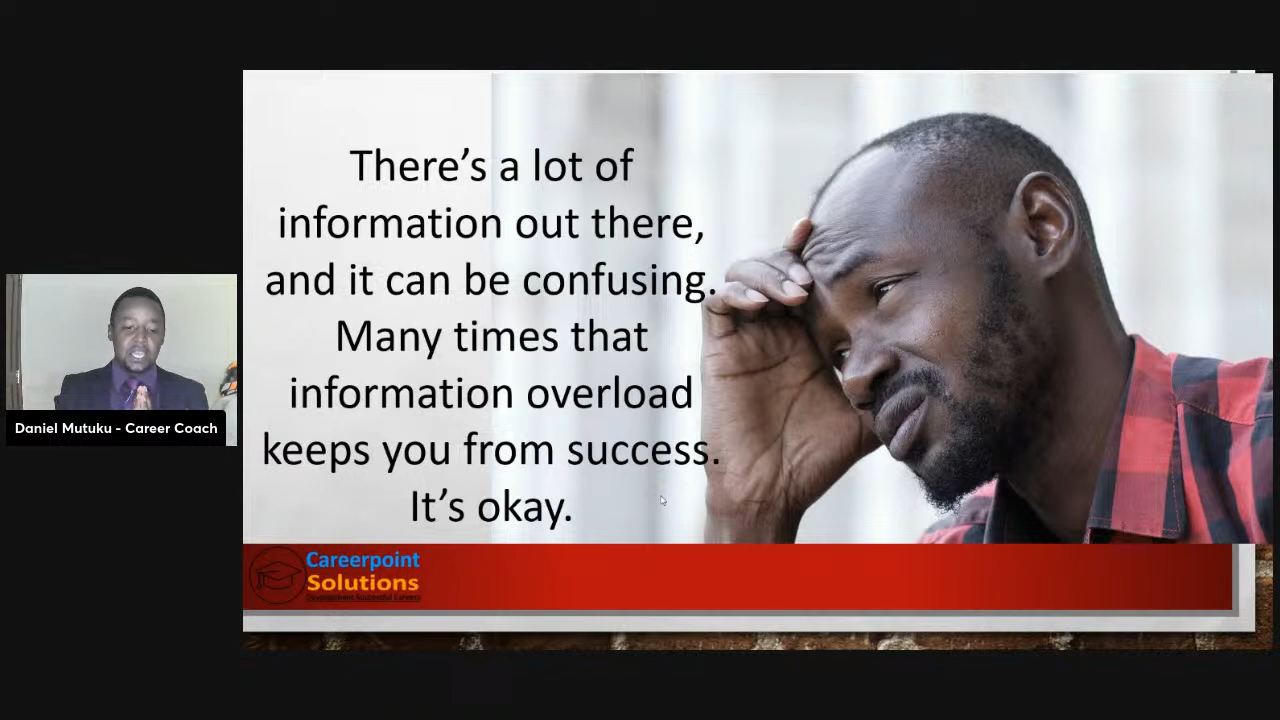 There’s a lot of
information out there,
and it can be confusing.
Many times that
information overload
keeps you from success.
It’s okay.
Daniel Mutuku - Career Coach
Careerpoint
Solutions